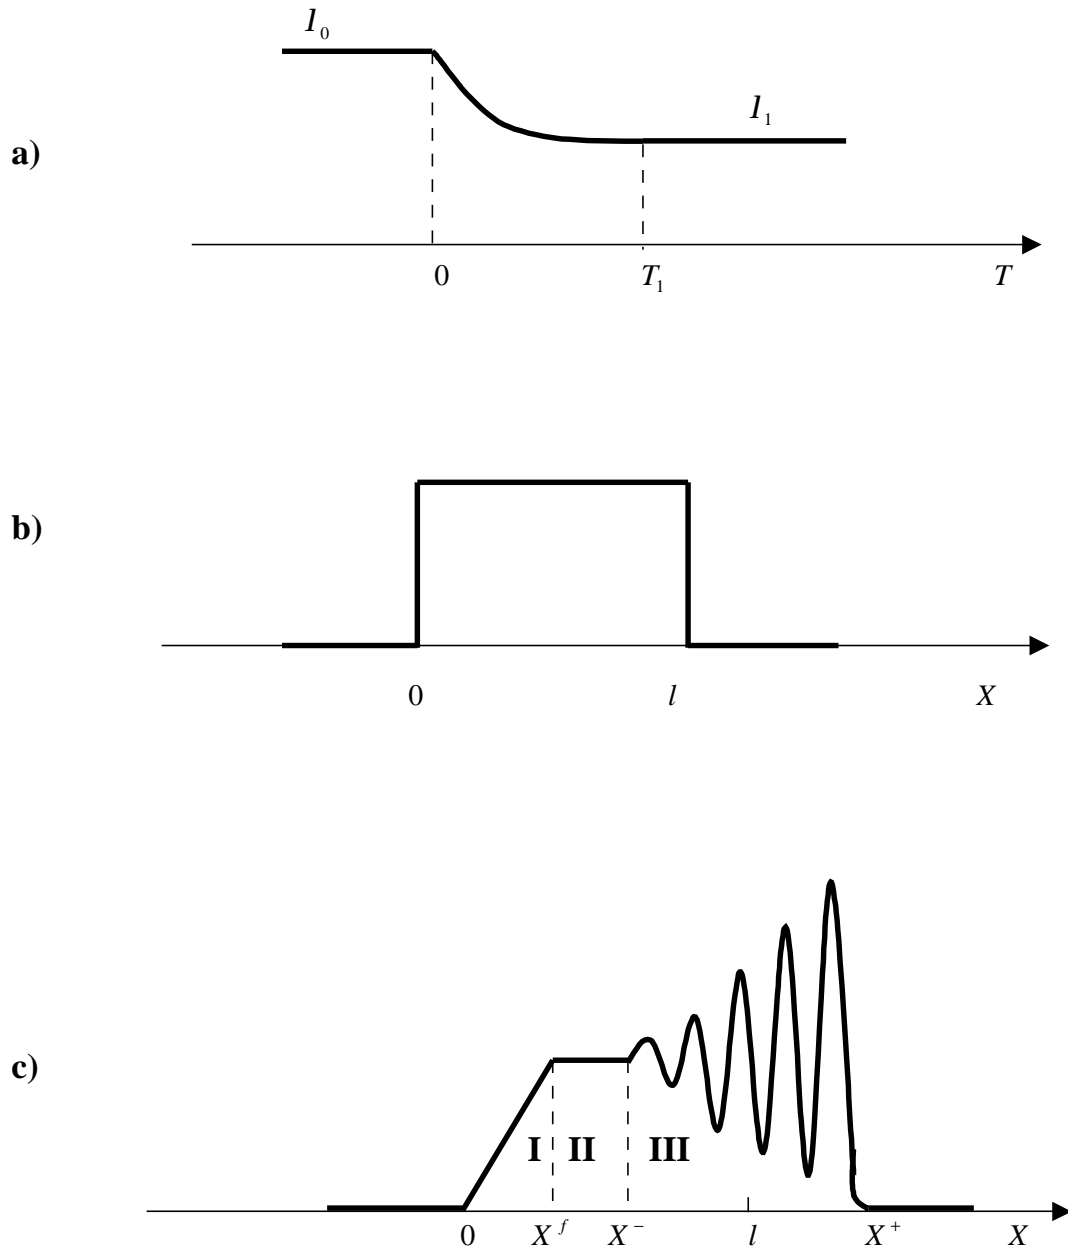 I₀
I₁
a)
0 T₁ T
b)
0 l X
c)
I II III
0 X^f X^- l X^+ X